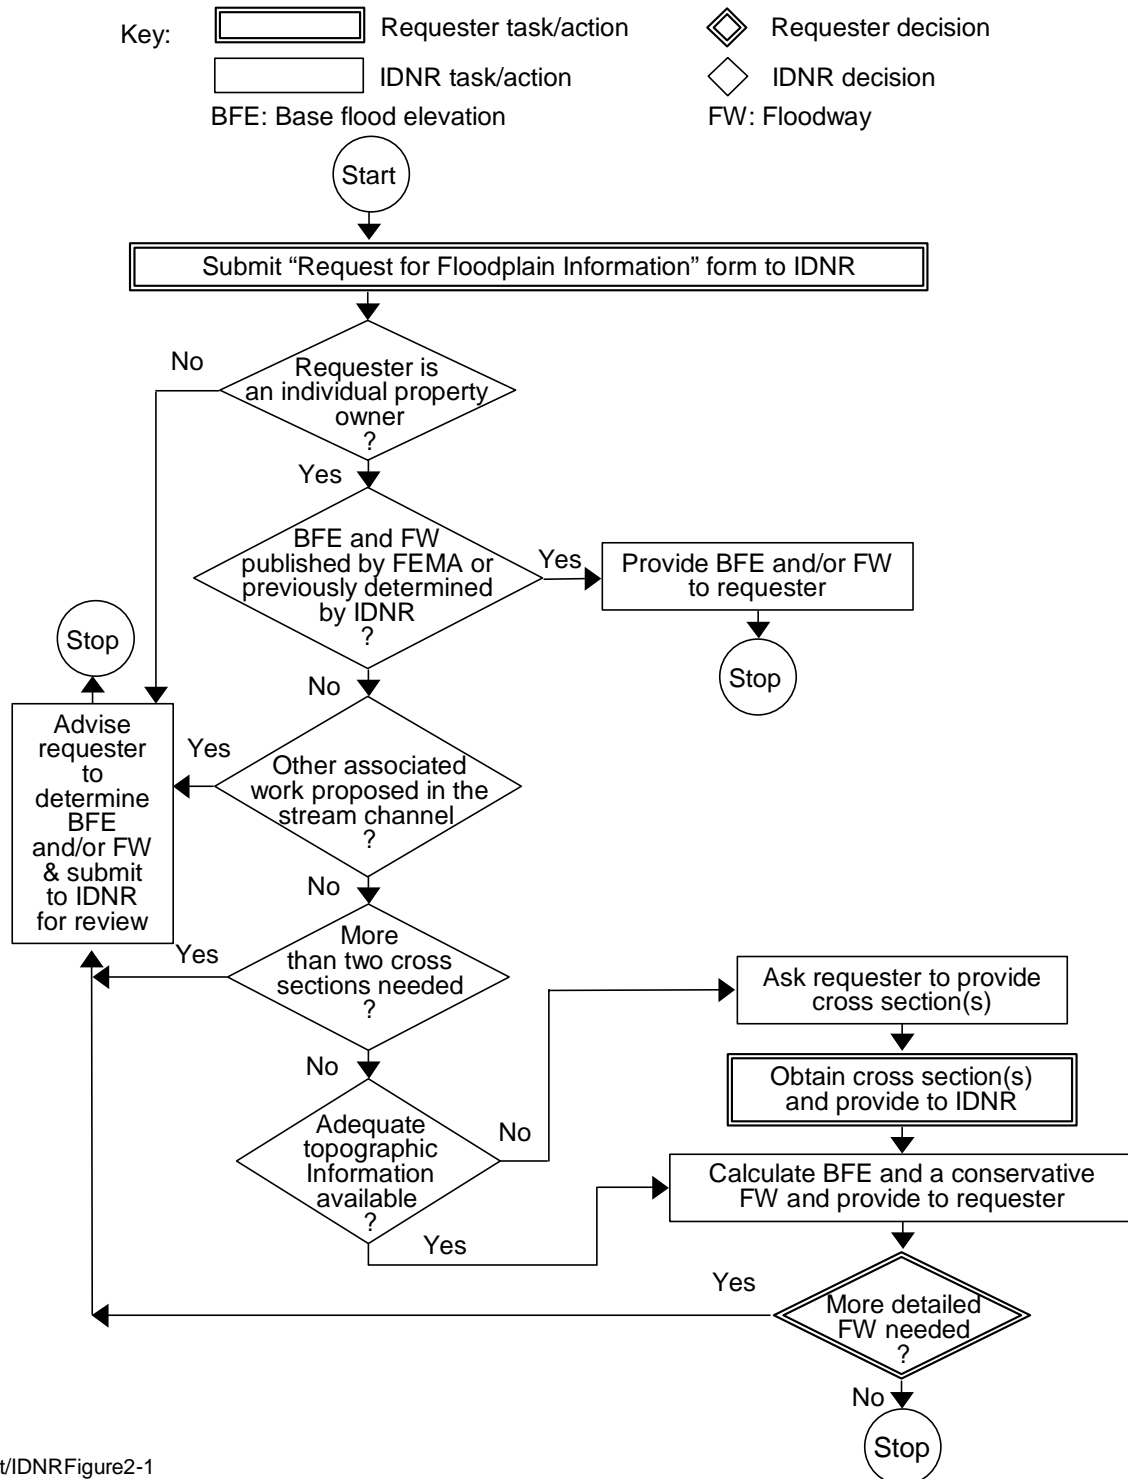 Key:
Requester task/action
Requester decision
IDNR task/action
IDNR decision
BFE: Base flood elevation
FW: Floodway
Start
Submit “Request for Floodplain Information” form to IDNR
No
Requester is
an individual property
owner
?
Yes
BFE and FW
published by FEMA or
previously determined
by IDNR
?
Yes
Provide BFE and/or FW
to requester
Stop
Stop
No
Advise
requester
to
determine
BFE
and/or FW
& submit
to IDNR
for review
Yes
Other associated
work proposed in the
stream channel
?
No
Yes
More
than two cross
sections needed
?
Ask requester to provide
cross section(s)
No
Obtain cross section(s)
and provide to IDNR
Adequate
topographic
Information
available
?
No
Yes
Calculate BFE and a conservative
FW and provide to requester
Yes
More detailed
FW needed
?
No
Stop
t/IDNRFigure2-1